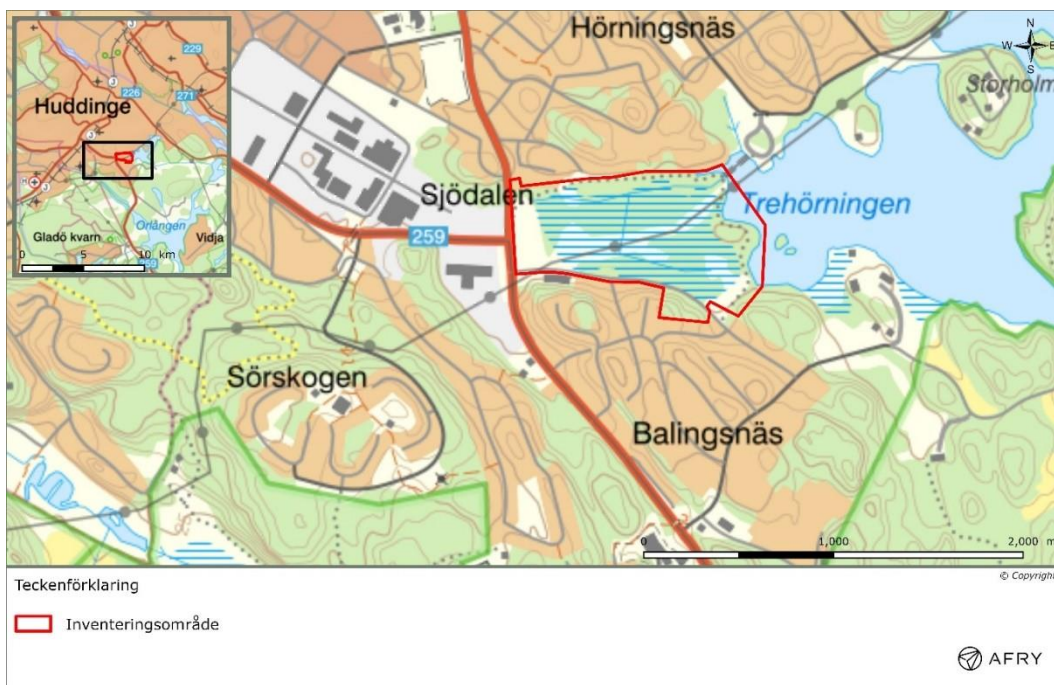 229
226
271
Huddinge
J
J
J
H
Orlången
Gladö kvarn
Vidja
259
0 5 10 km
Hörningsnäs
N
W E
S
Storholm
Sjödalen
Trehörningen
259
Sörskogen
Balingsnäs
0 1,000 2,000 m
© Copyright
Teckenförklaring
Inventeringsområde
AFRY